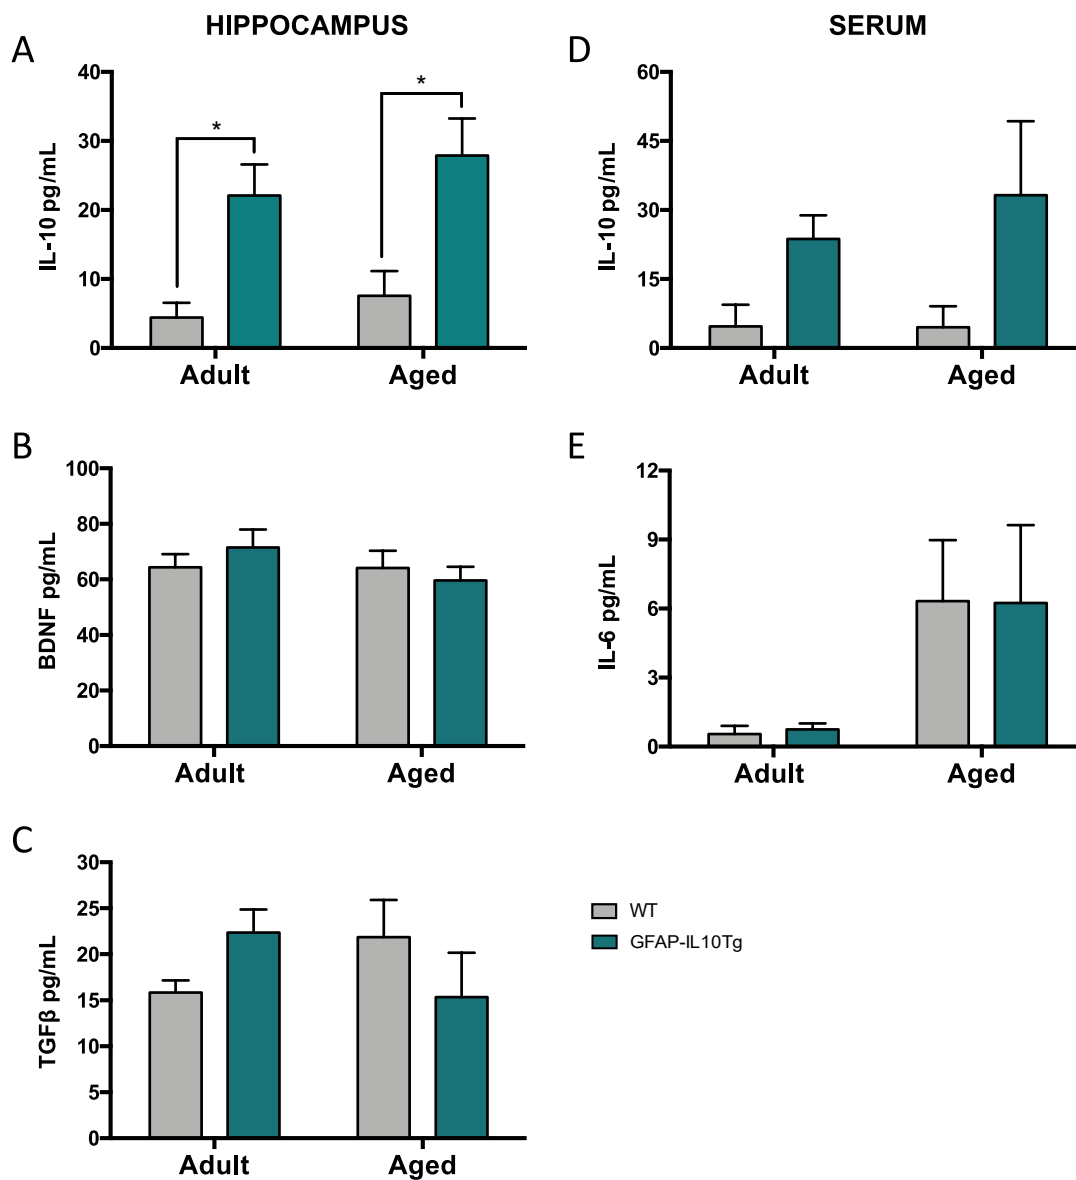 HIPPOCAMPUS
SERUM
A
IL-10 pg/mL
40
30
20
10
0
*
*
Adult
Aged
D
IL-10 pg/mL
60
45
30
15
0
Adult
Aged
B
BDNF pg/mL
100
80
60
40
20
0
Adult
Aged
E
IL-6 pg/mL
12
9
6
3
0
Adult
Aged
C
TGFβ pg/mL
30
25
20
15
10
5
0
Adult
Aged
WT
GFAP-IL10Tg